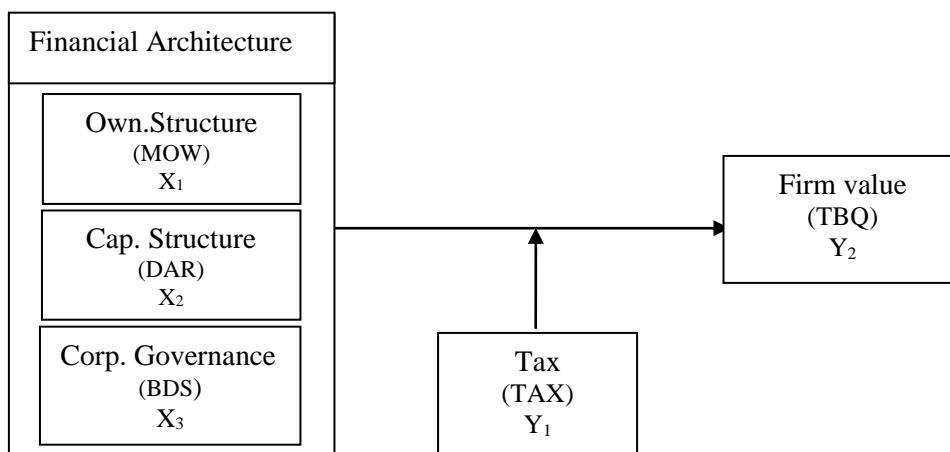 Financial Architecture
Own.Structure
(MOW)
X₁
Cap. Structure
(DAR)
X₂
Corp. Governance
(BDS)
X₃
Tax
(TAX)
Y₁
Firm value
(TBQ)
Y₂